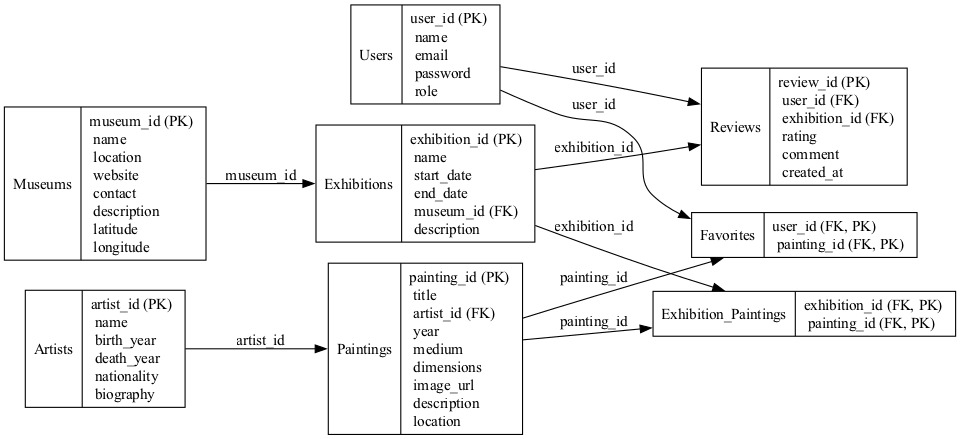 Users
user_id (PK)
name
email
password
role
user_id
user_id
Museums
museum_id (PK)
name
location
website
contact
description
latitude
longitude
museum_id
Exhibitions
exhibition_id (PK)
name
start_date
end_date
museum_id (FK)
description
exhibition_id
exhibition_id
Reviews
review_id (PK)
user_id (FK)
exhibition_id (FK)
rating
comment
created_at
Favorites
user_id (FK, PK)
painting_id (FK, PK)
Artists
artist_id (PK)
name
birth_year
death_year
nationality
biography
artist_id
Paintings
painting_id (PK)
title
artist_id (FK)
year
medium
dimensions
image_url
description
location
painting_id
painting_id
Exhibition_Paintings
exhibition_id (FK, PK)
painting_id (FK, PK)